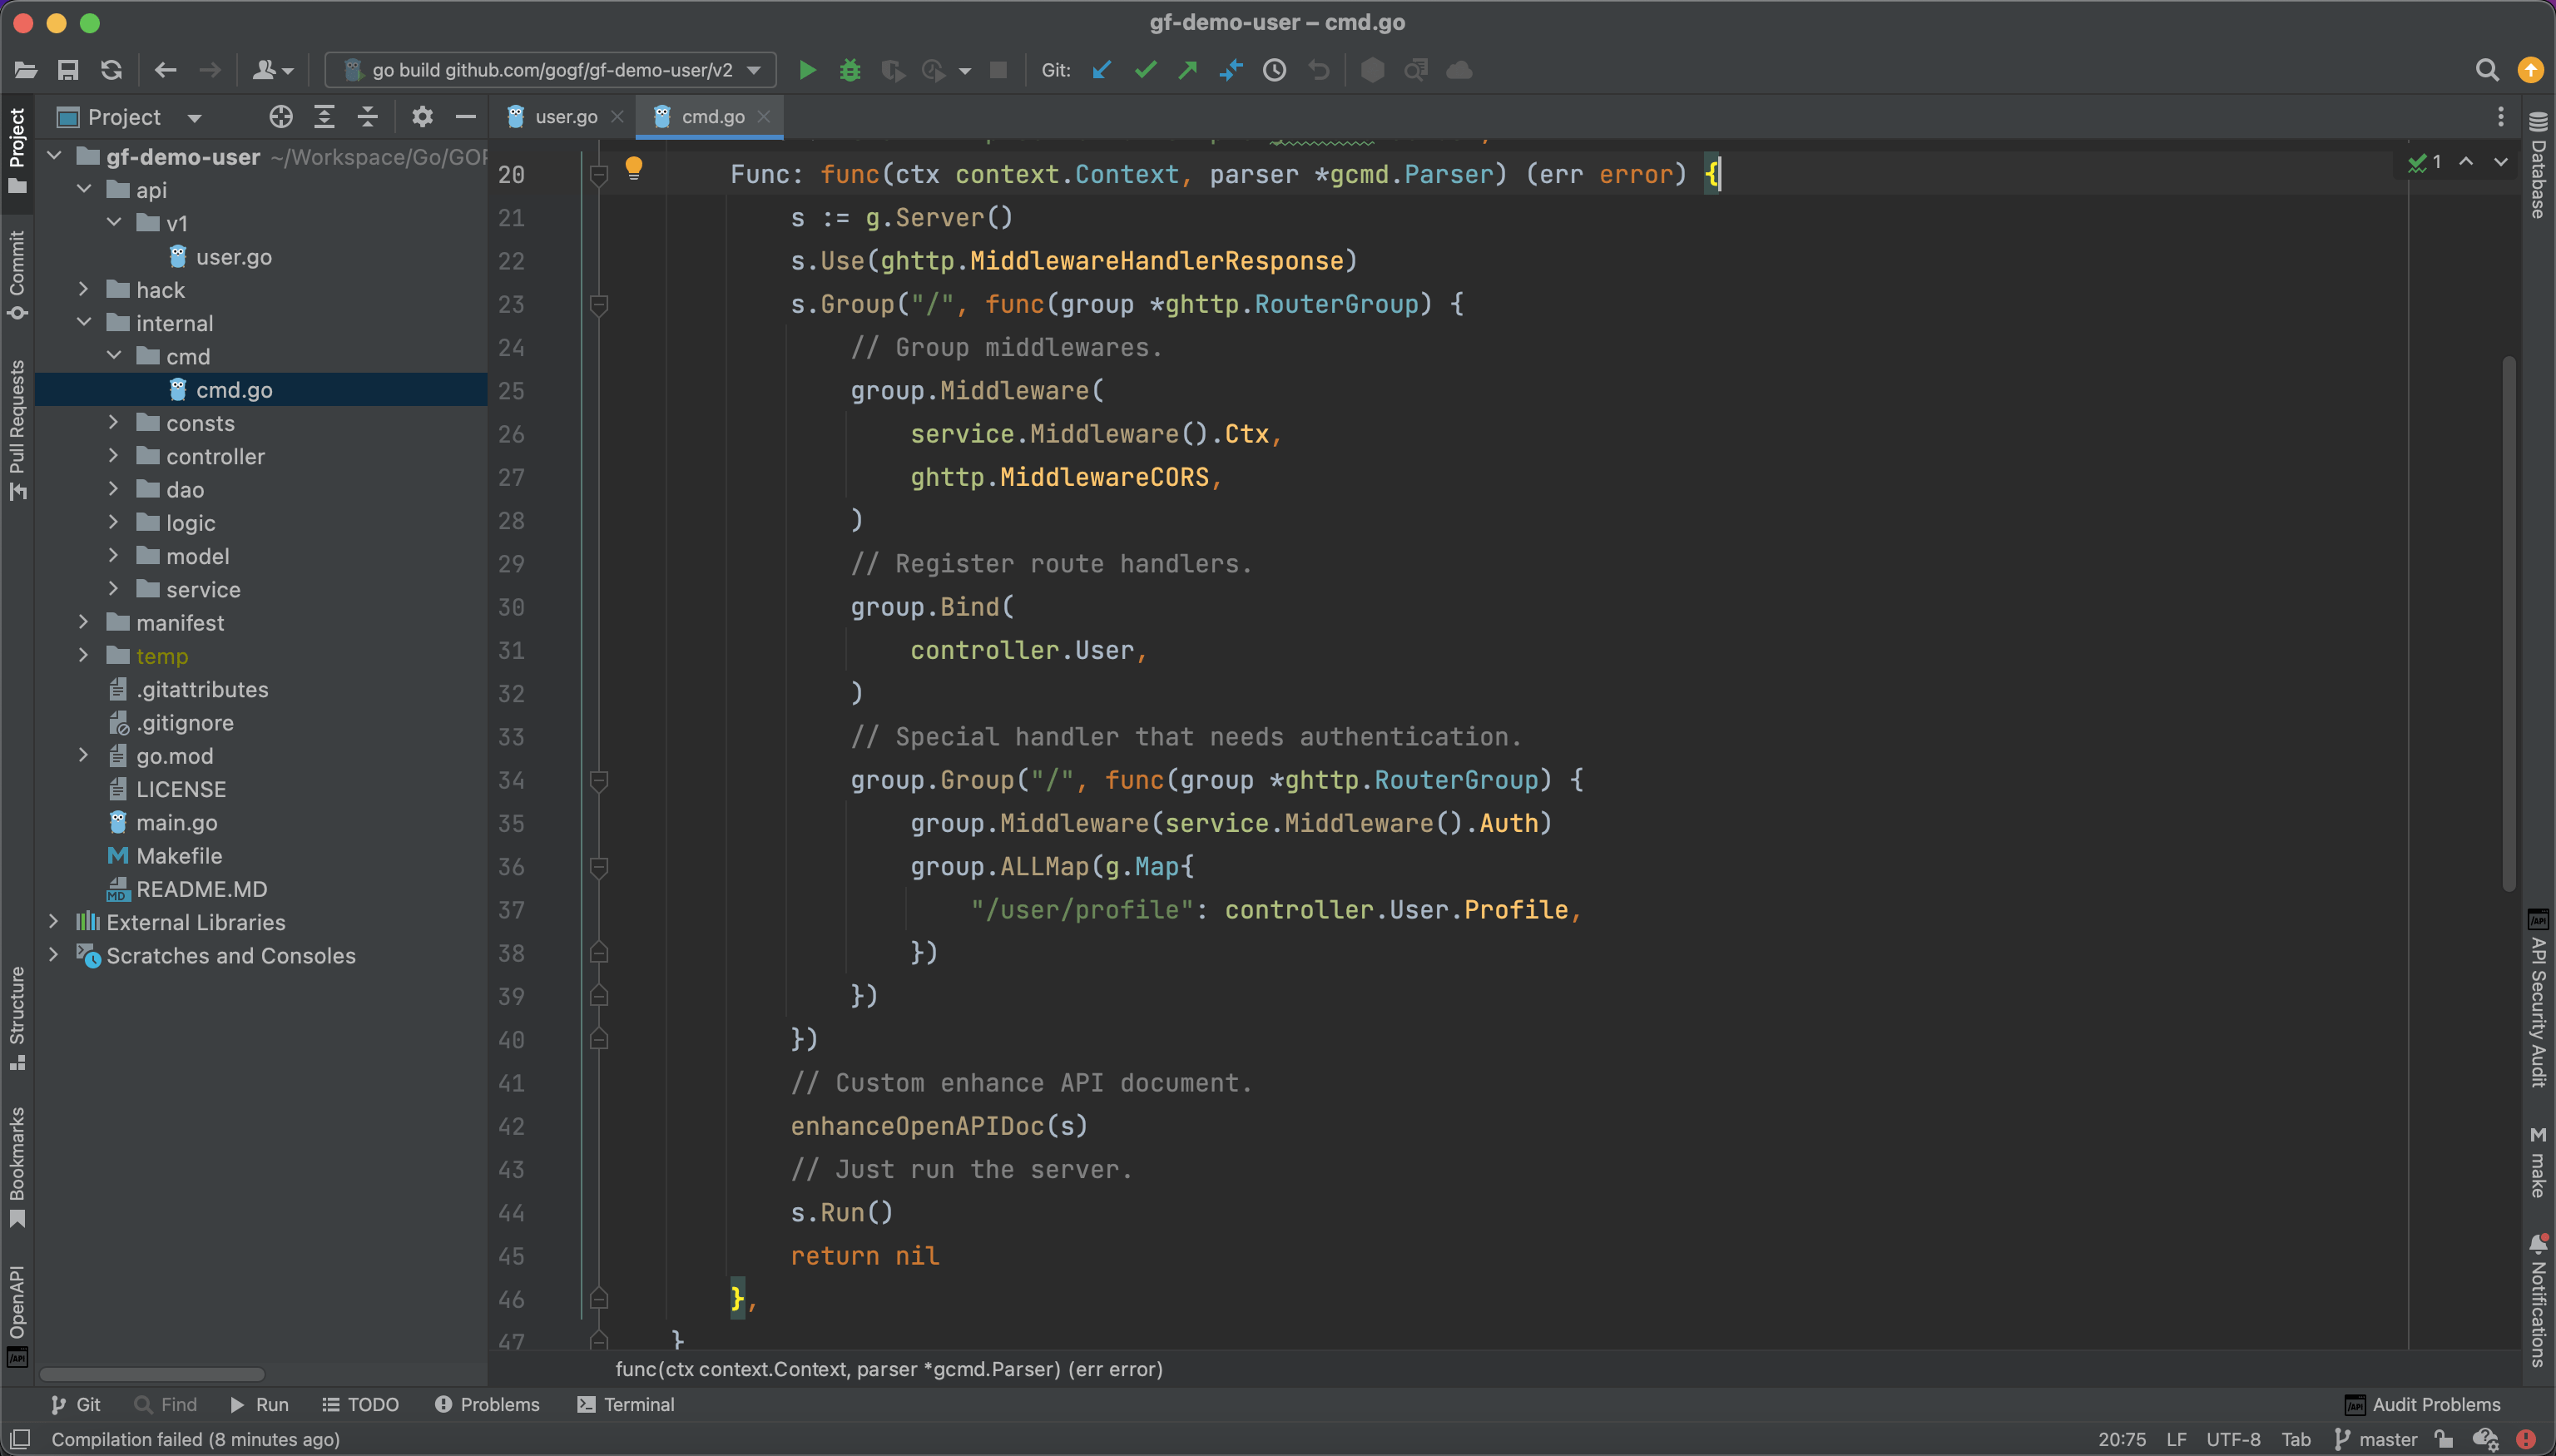 gf-demo-user – cmd.go
go build github.com/gogf/gf-demo-user/v2
Git:
Project
user.go
cmd.go
Project
Commit
Pull Requests
Structure
Bookmarks
OpenAPI
gf-demo-user ~/Workspace/Go/GOP
api
v1
user.go
hack
internal
cmd
cmd.go
consts
controller
dao
logic
model
service
manifest
temp
.gitattributes
.gitignore
go.mod
LICENSE
main.go
Makefile
README.MD
External Libraries
Scratches and Consoles
20 Func: func(ctx context.Context, parser *gcmd.Parser) (err error) {
21 s := g.Server()
22 s.Use(ghttp.MiddlewareHandlerResponse)
23 s.Group("/", func(group *ghttp.RouterGroup) {
24 // Group middlewares.
25 group.Middleware(
26 service.Middleware().Ctx,
27 ghttp.MiddlewareCORS,
28 )
29 // Register route handlers.
30 group.Bind(
31 controller.User,
32 )
33 // Special handler that needs authentication.
34 group.Group("/", func(group *ghttp.RouterGroup) {
35 group.Middleware(service.Middleware().Auth)
36 group.ALLMap(g.Map{
37 "/user/profile": controller.User.Profile,
38 })
39 })
40 })
41 // Custom enhance API document.
42 enhanceOpenAPIDoc(s)
43 // Just run the server.
44 s.Run()
45 return nil
46 },
47 }
1
Database
API Security Audit
make
Notifications
func(ctx context.Context, parser *gcmd.Parser) (err error)
Git
Find
Run
TODO
Problems
Terminal
Audit Problems
Compilation failed (8 minutes ago)
20:75
LF
UTF-8
Tab
master